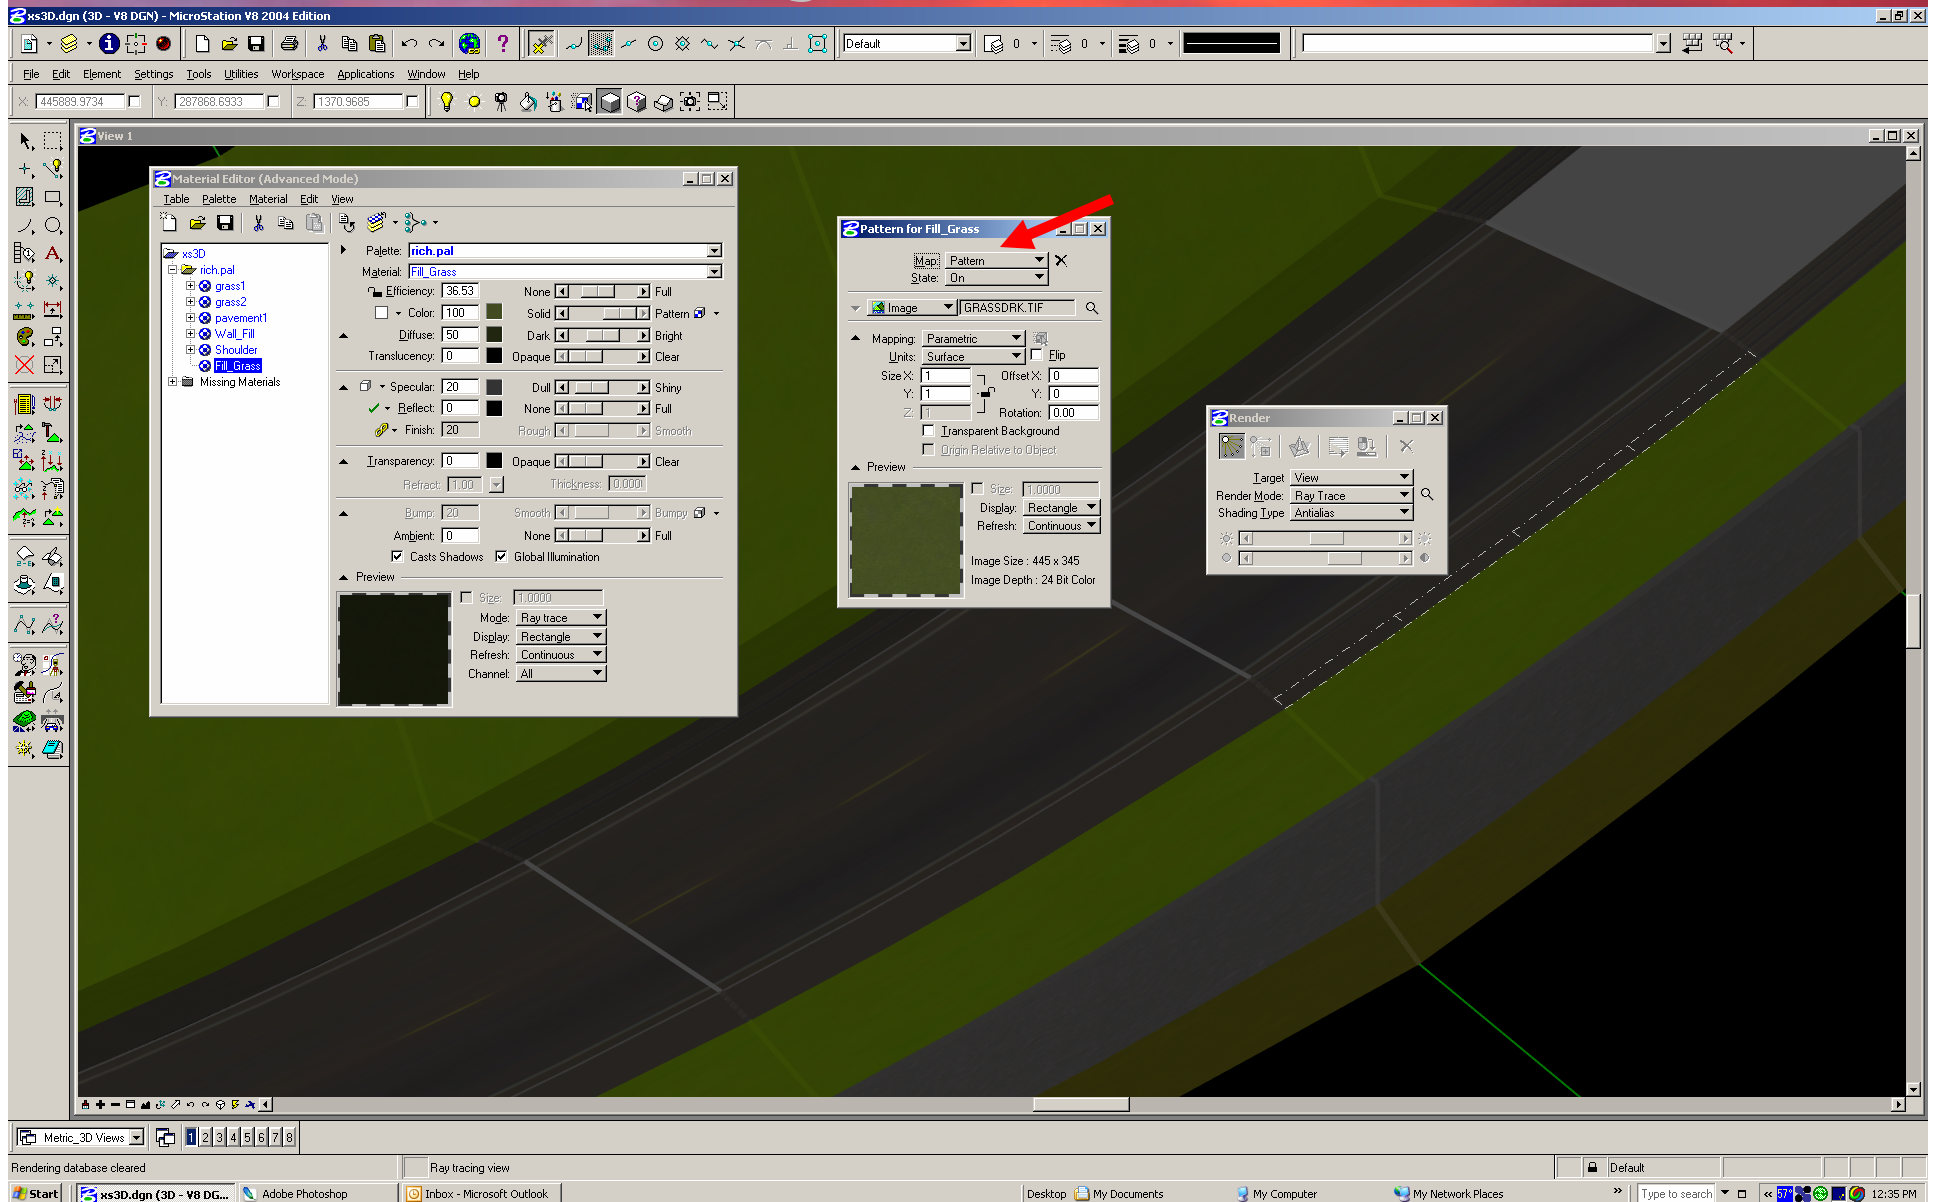 xs3D.dgn (3D - V8 DGN) - MicroStation V8 2004 Edition
Default 0 0 0
File Edit Element Settings Tools Utilities Workspace Applications Window Help
X: 445889.9734 Y: 287868.6933 Z: 1370.9685
View 1
Material Editor (Advanced Mode)
Table Palette Material Edit View
xs3D
rich.pal
grass1
grass2
pavement1
Wall_Fill
Shoulder
Fill_Grass
Missing Materials
Palette: rich.pal
Material: Fill_Grass
Efficiency: 36.53 None Full
Color: 100 Solid Pattern
Diffuse: 50 Dark Bright
Translucency: 0 Opaque Clear
Specular: 20 Dull Shiny
Reflect: 0 None Full
Finish: 20 Rough Smooth
Transparency: 0 Opaque Clear
Refract: 1.00 Thickness: 0.000
Bump: 20 Smooth Bumpy
Ambient: 0 None Full
Casts Shadows Global Illumination
Preview
Size: 1.0000
Mode: Ray trace
Display: Rectangle
Refresh: Continuous
Channel: All
Pattern for Fill_Grass
Map: Pattern
State: On
Image GRASSDRK.TIF
Mapping: Parametric
Units: Surface Flip
Size X: 1 Offset X: 0
Y: 1 Y: 0
Z: 1 Rotation: 0.00
Transparent Background
Origin Relative to Object
Preview
Size: 1.0000
Display: Rectangle
Refresh: Continuous
Image Size : 445 x 345
Image Depth : 24 Bit Color
Render
Target View
Render Mode: Ray Trace
Shading Type Antialias
Metric_3D Views 1 2 3 4 5 6 7 8
Rendering database cleared Ray tracing view Default
Start xs3D.dgn (3D - V8 DG... Adobe Photoshop Inbox - Microsoft Outlook Desktop My Documents My Computer My Network Places » Type to search « 57° 12:35 PM